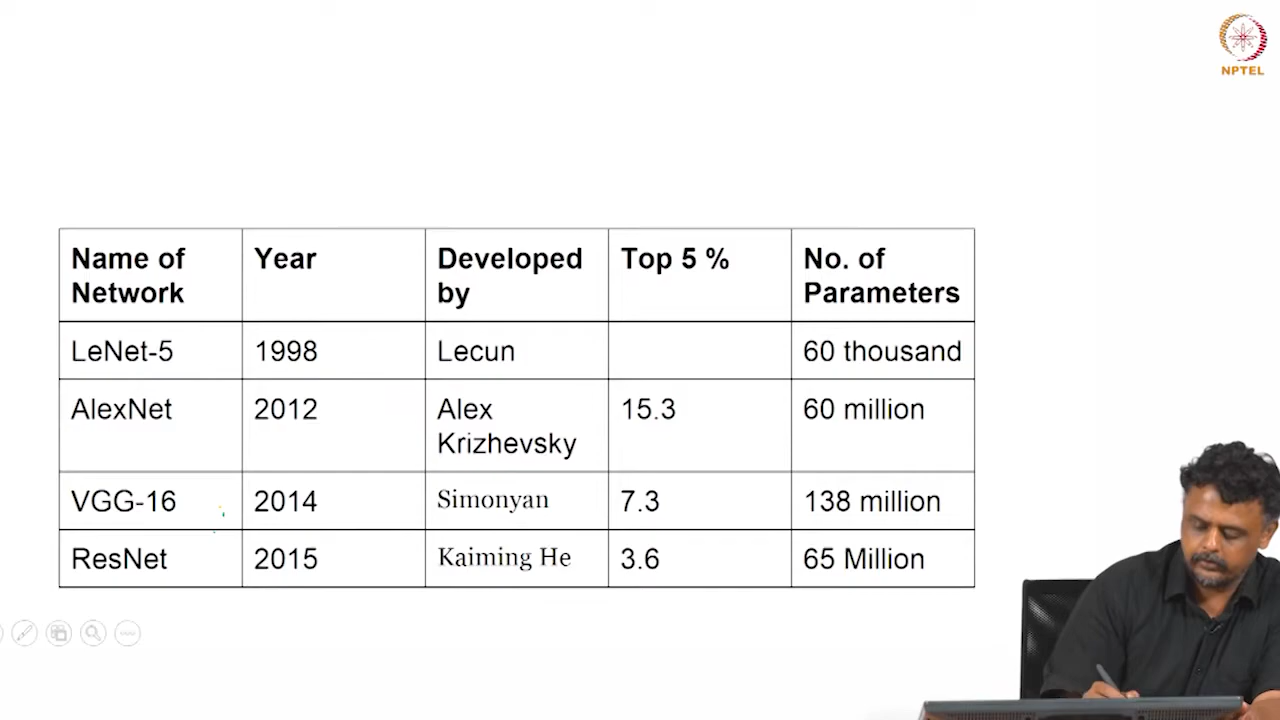 NPTEL
Name of Network
Year
Developed by
Top 5 %
No. of Parameters
LeNet-5
1998
Lecun
60 thousand
AlexNet
2012
Alex Krizhevsky
15.3
60 million
VGG-16
2014
Simonyan
7.3
138 million
ResNet
2015
Kaiming He
3.6
65 Million